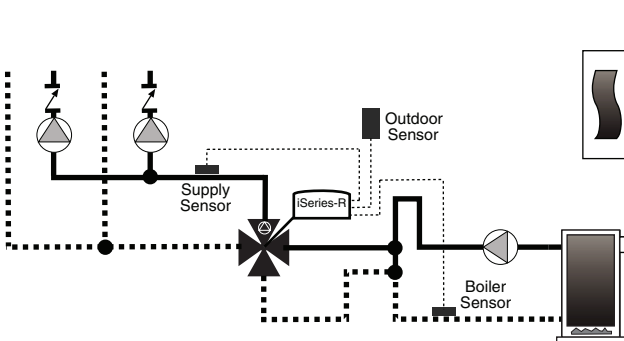 Outdoor
Sensor
Supply
Sensor
iSeries-R
Boiler
Sensor